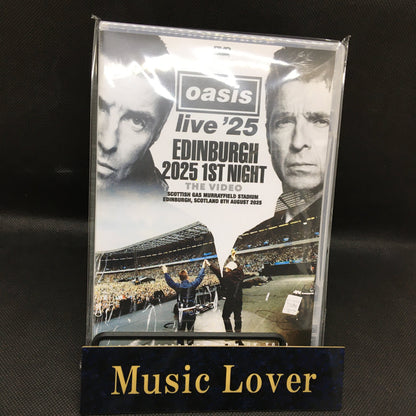 oasis
live '25
EDINBURGH
2025 1ST NIGHT
THE VIDEO
SCOTTISH GAS MURRAYFIELD STADIUM
EDINBURGH, SCOTLAND 8TH AUGUST 2025
Music Lover